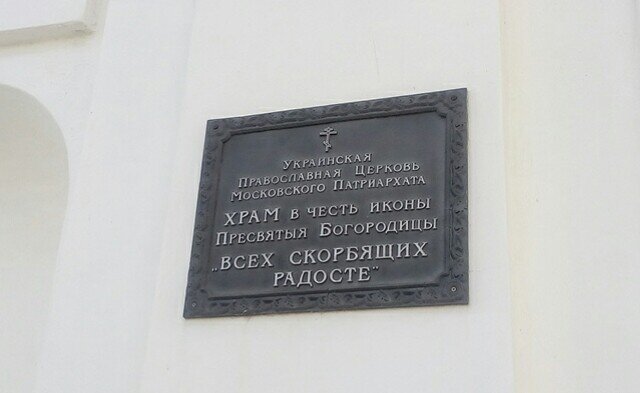 Украинская
Православная Церковь
Московского Патриархата
ХРАМ в честь иконы
Пресвятыя Богородицы
„ВСЕХ СКОРБЯЩИХ
РАДОСТЕ"